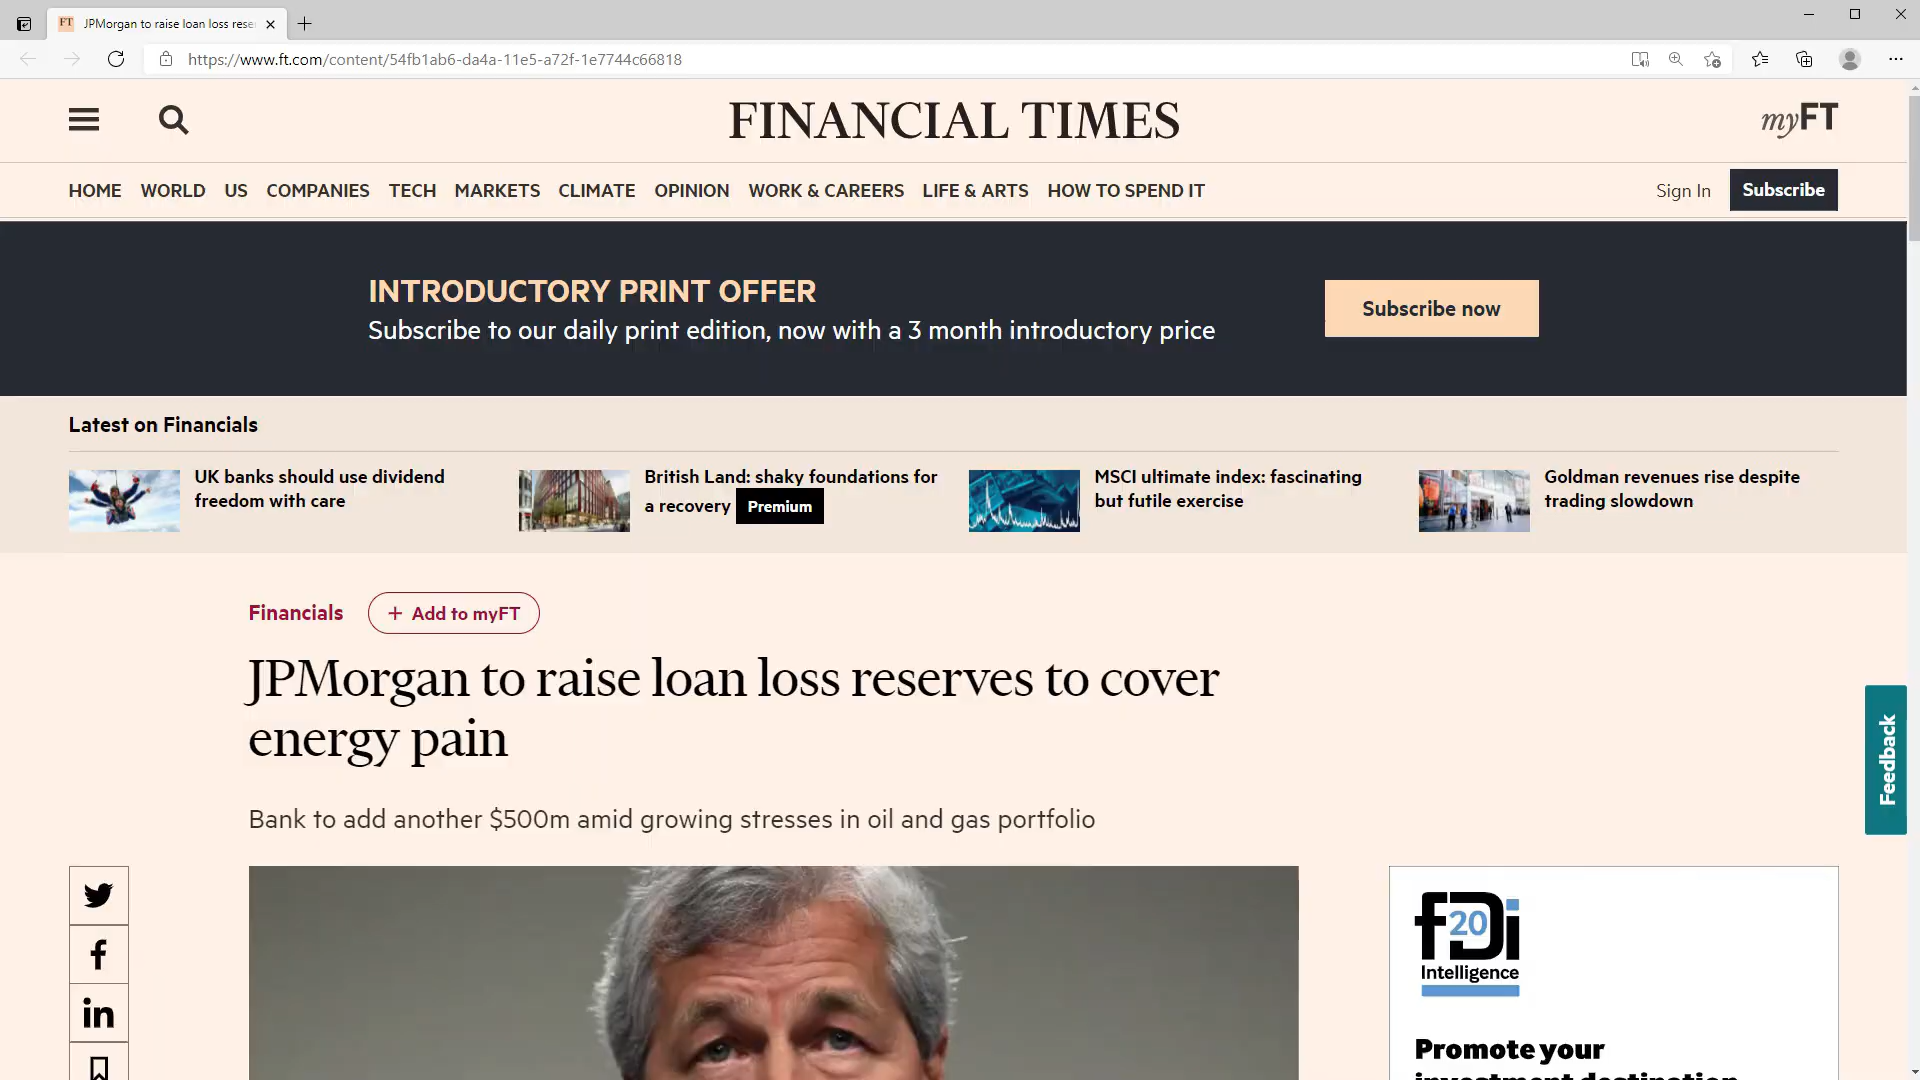 FT JPMorgan to raise loan loss rese
https://www.ft.com/content/54fb1ab6-da4a-11e5-a72f-1e7744c66818
FINANCIAL TIMES
myFT
HOME WORLD US COMPANIES TECH MARKETS CLIMATE OPINION WORK & CAREERS LIFE & ARTS HOW TO SPEND IT
Sign In Subscribe
INTRODUCTORY PRINT OFFER
Subscribe to our daily print edition, now with a 3 month introductory price
Subscribe now
Latest on Financials
UK banks should use dividend
freedom with care
British Land: shaky foundations for
a recovery Premium
MSCI ultimate index: fascinating
but futile exercise
Goldman revenues rise despite
trading slowdown
Financials + Add to myFT
JPMorgan to raise loan loss reserves to cover
energy pain
Bank to add another $500m amid growing stresses in oil and gas portfolio
Feedback
fDi
20
Intelligence
Promote your
investment destination